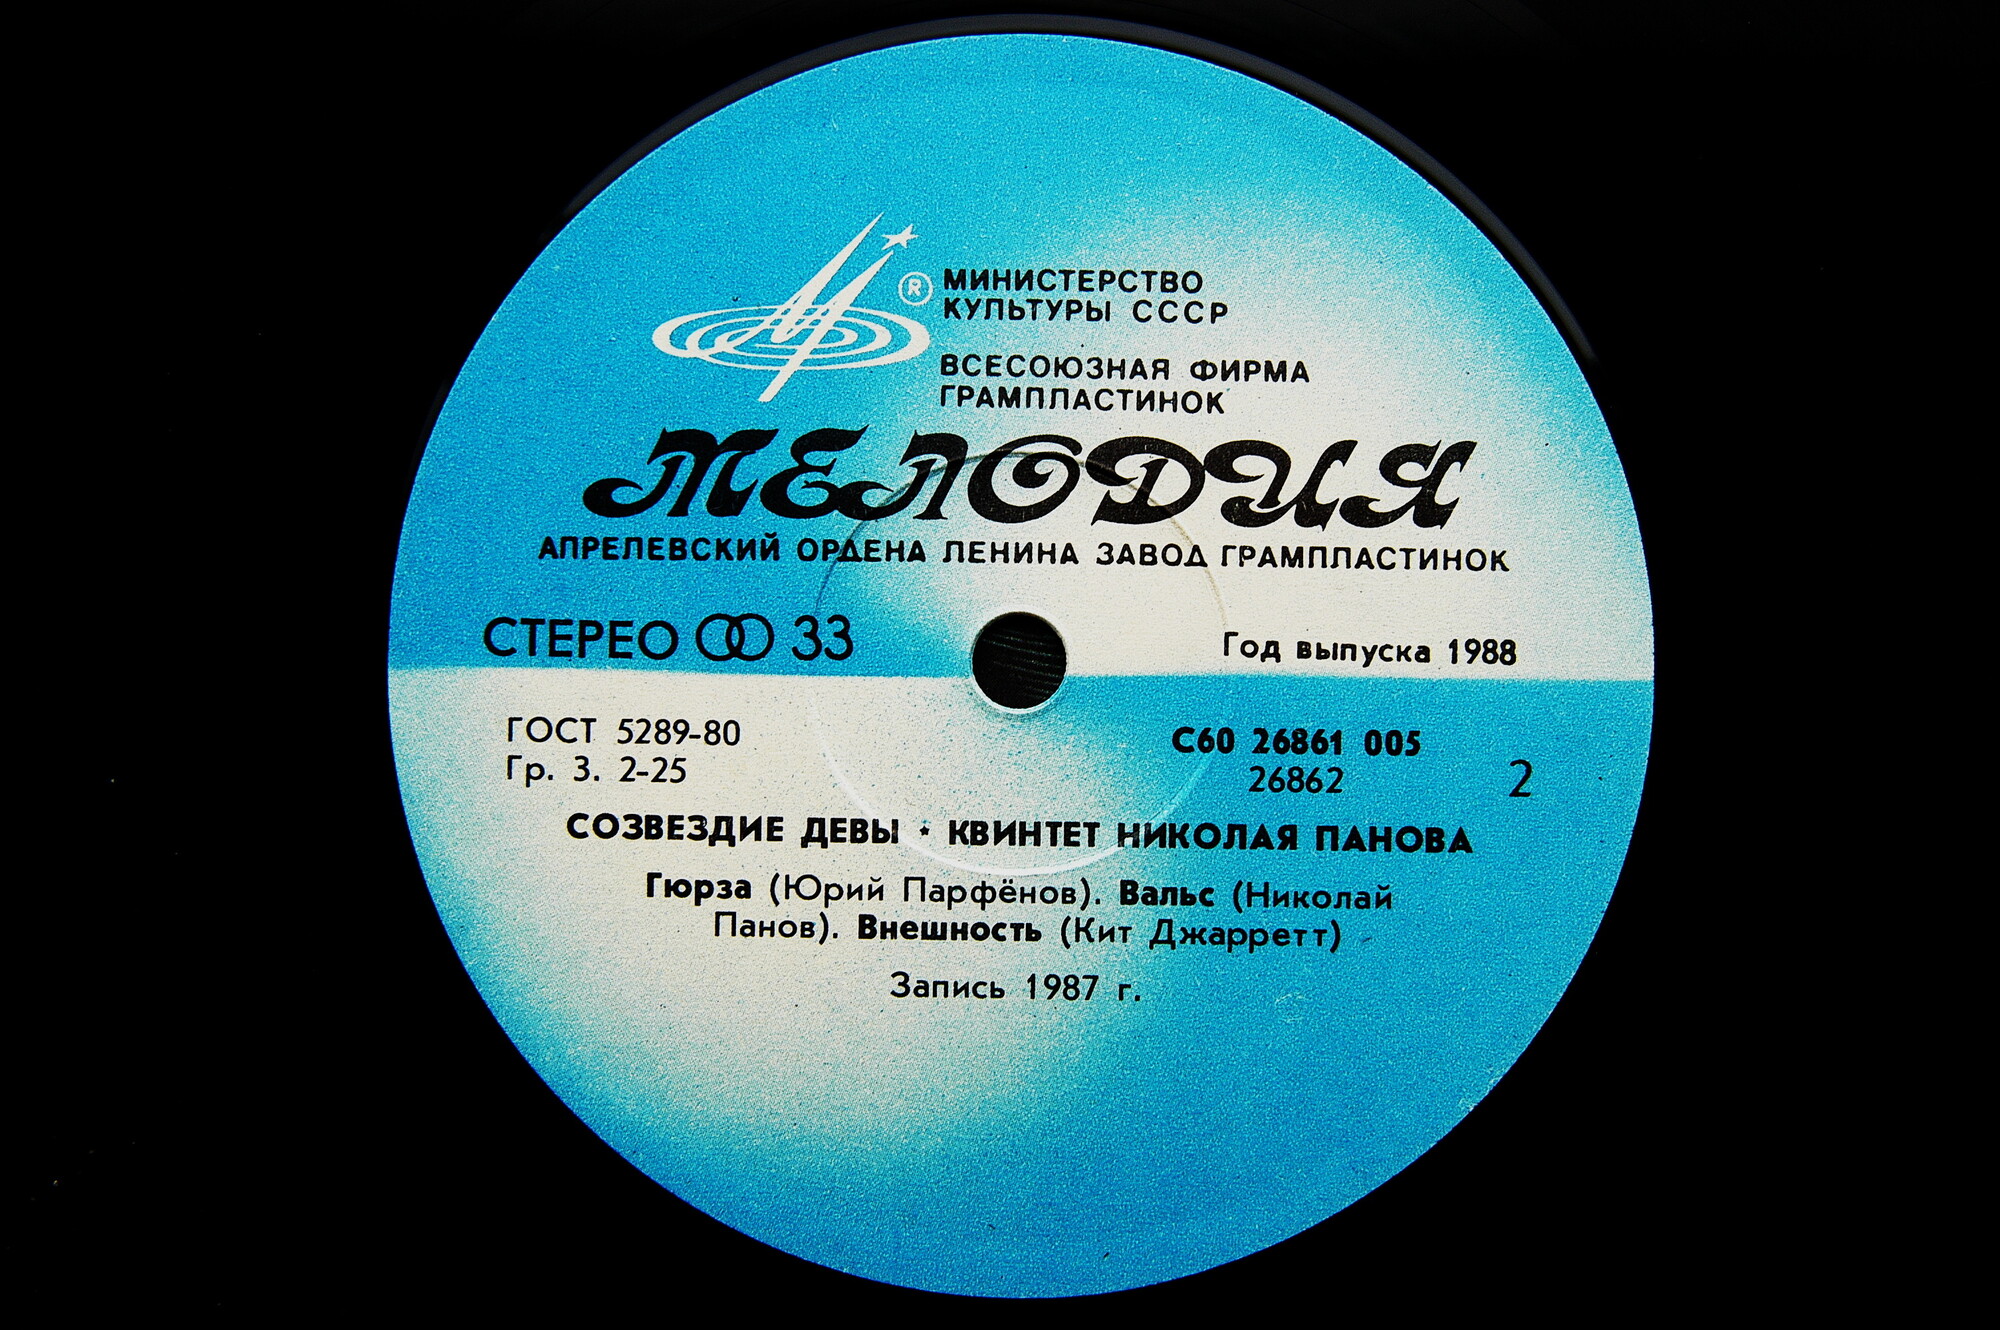 ®
МИНИСТЕРСТВО
КУЛЬТУРЫ СССР
ВСЕСОЮЗНАЯ ФИРМА
ГРАМПЛАСТИНОК
МЕЛОДИЯ
АПРЕЛЕВСКИЙ ОРДЕНА ЛЕНИНА ЗАВОД ГРАМПЛАСТИНОК
СТЕРЕО 33
Год выпуска 1988
ГОСТ 5289-80
Гр. 3. 2-25
С60 26861 005
26862
2
СОЗВЕЗДИЕ ДЕВЫ • КВИНТЕТ НИКОЛАЯ ПАНОВА
Гюрза (Юрий Парфёнов). Вальс (Николай
Панов). Внешность (Кит Джарретт)
Запись 1987 г.